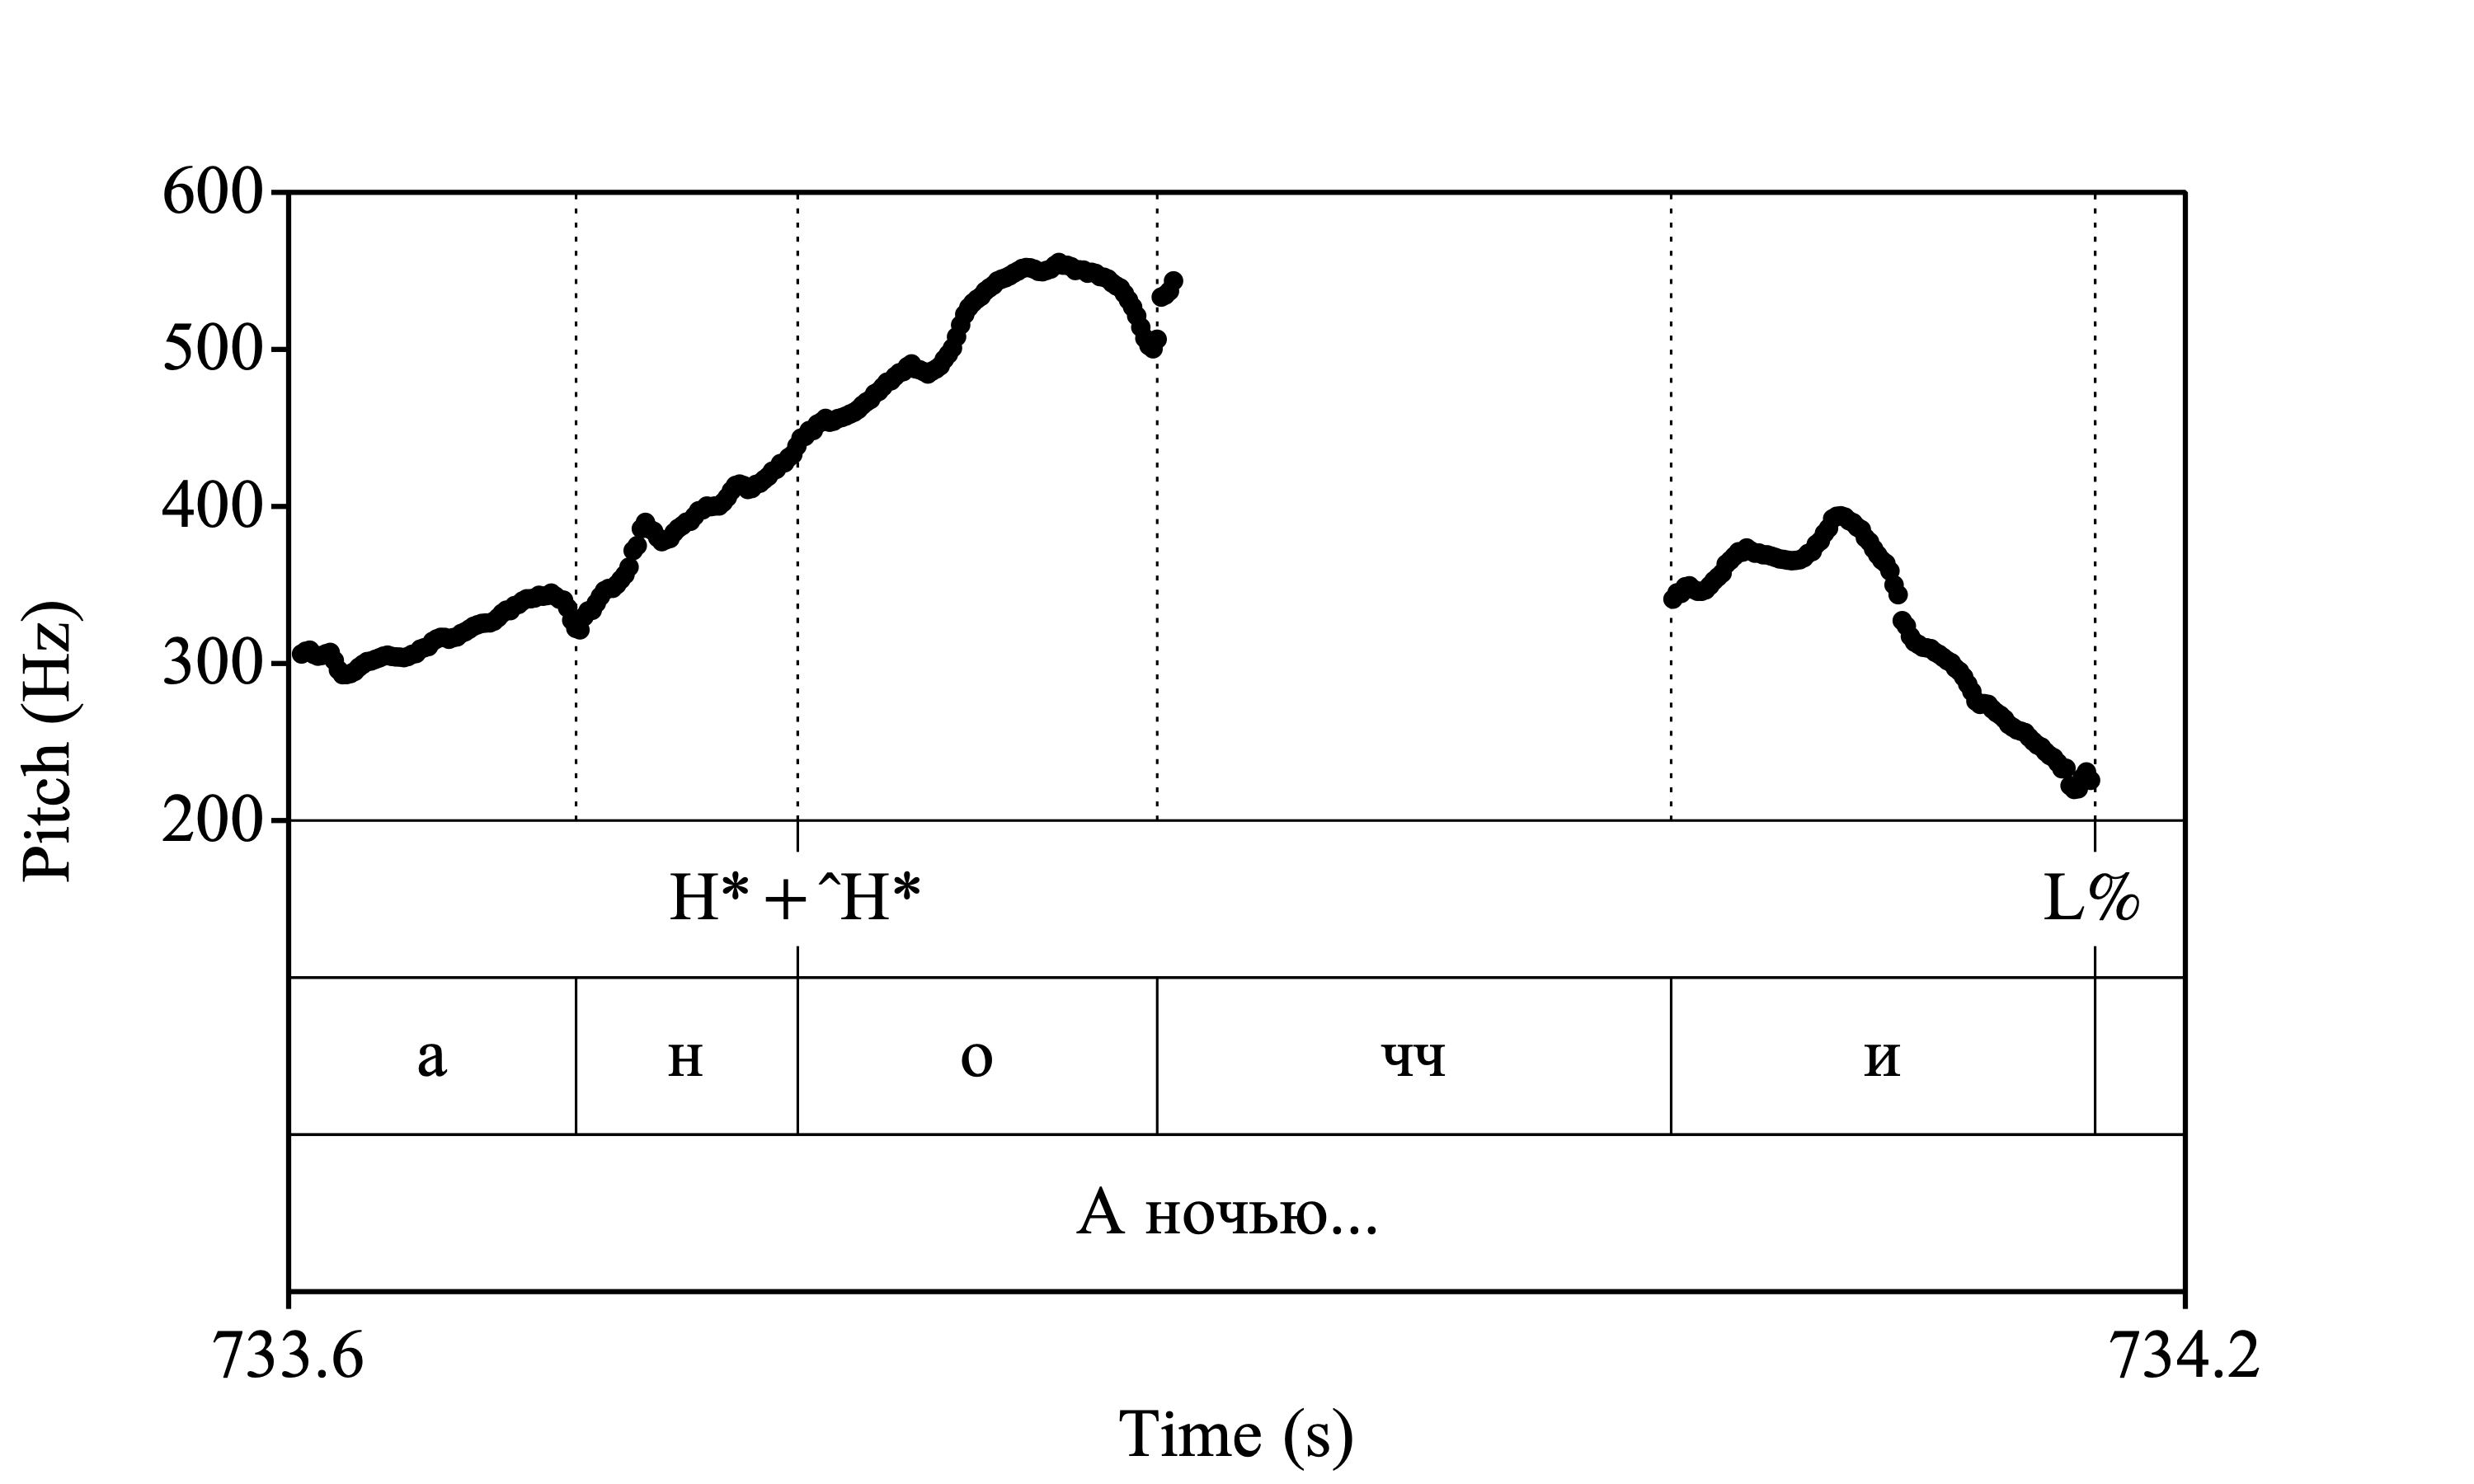 600
500
400
300
200
Pitch (Hz)
H*+^H* L%
а н о чч и
А ночью...
733.6 734.2
Time (s)